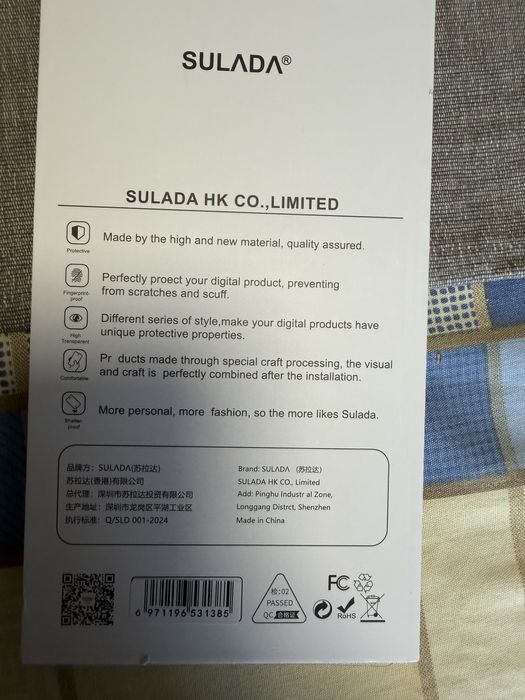 SULADA®
SULADA HK CO.,LIMITED
Protective
Made by the high and new material, quality assured.
Fingerprint-
proof
Perfectly proect your digital product, preventing
from scratches and scuff.
High
Transparent
Different series of style,make your digital products have
unique protective properties.
Comfortable
Pr ducts made through special craft processing, the visual
and craft is perfectly combined after the installation.
Shatter
proof
More personal, more fashion, so the more likes Sulada.
品牌方：SULADA(苏拉达)
苏拉达(香港)有限公司
总代理：深圳市苏拉达投资有限公司
生产地址：深圳市龙岗区平湖工业区
执行标准：Q/SLD 001-2024
Brand: SULADA （苏拉达)
SULADA HK CO., Limited
Add: Pinghu Industr al Zone,
Longgang Distrct, Shenzhen
Made in China
6 971196 531385
检:02
PASSED
QC 合格证
FC
RoHS